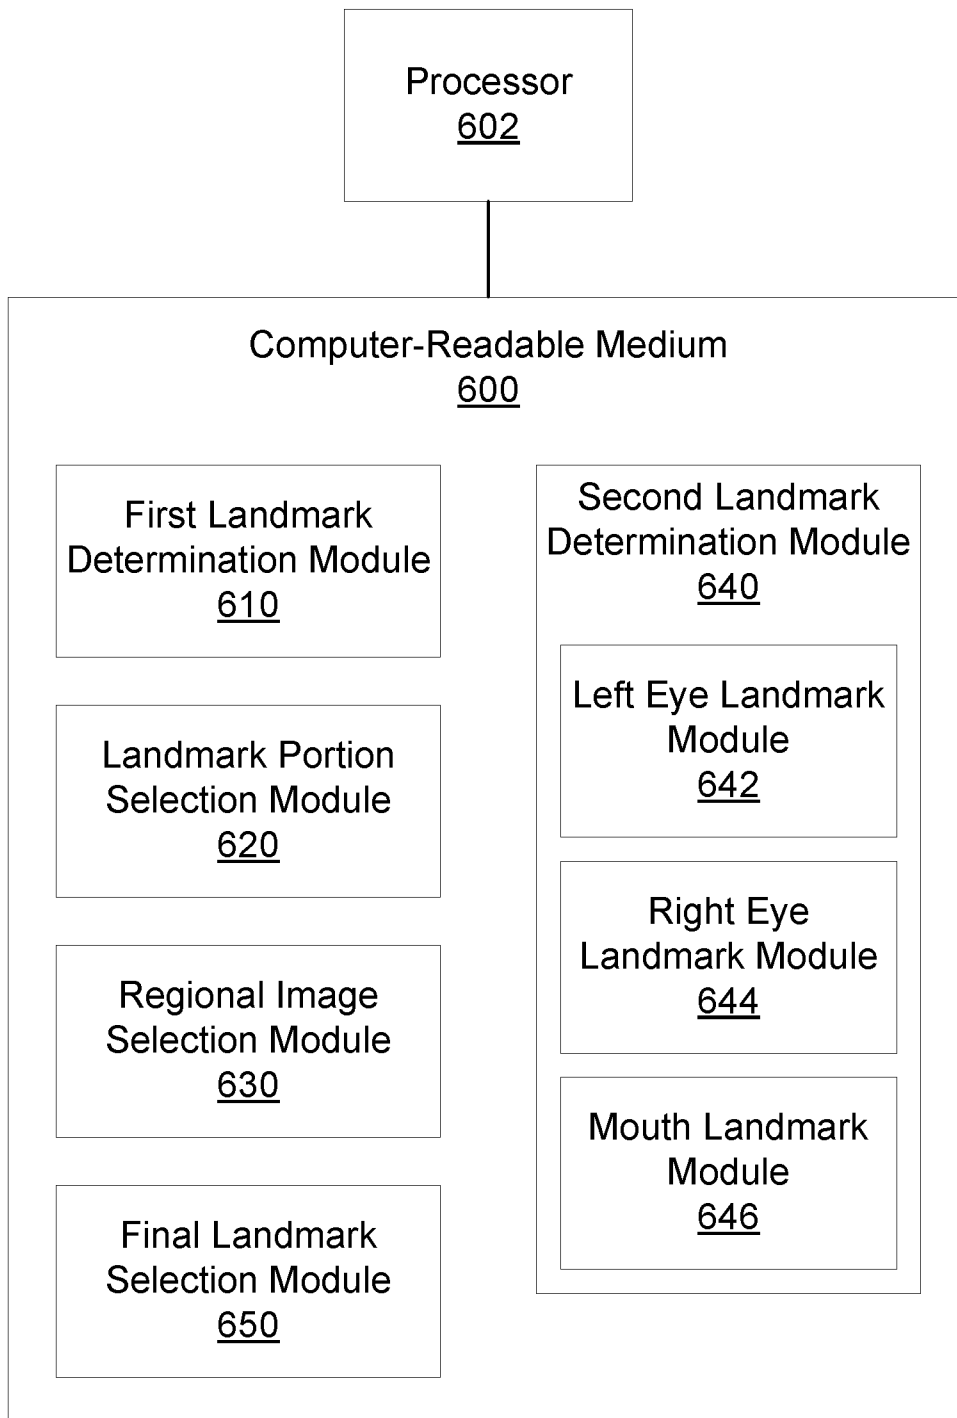 Processor
602
Computer-Readable Medium
600
First Landmark
Determination Module
610
Landmark Portion
Selection Module
620
Regional Image
Selection Module
630
Final Landmark
Selection Module
650
Second Landmark
Determination Module
640
Left Eye Landmark
Module
642
Right Eye
Landmark Module
644
Mouth Landmark
Module
646